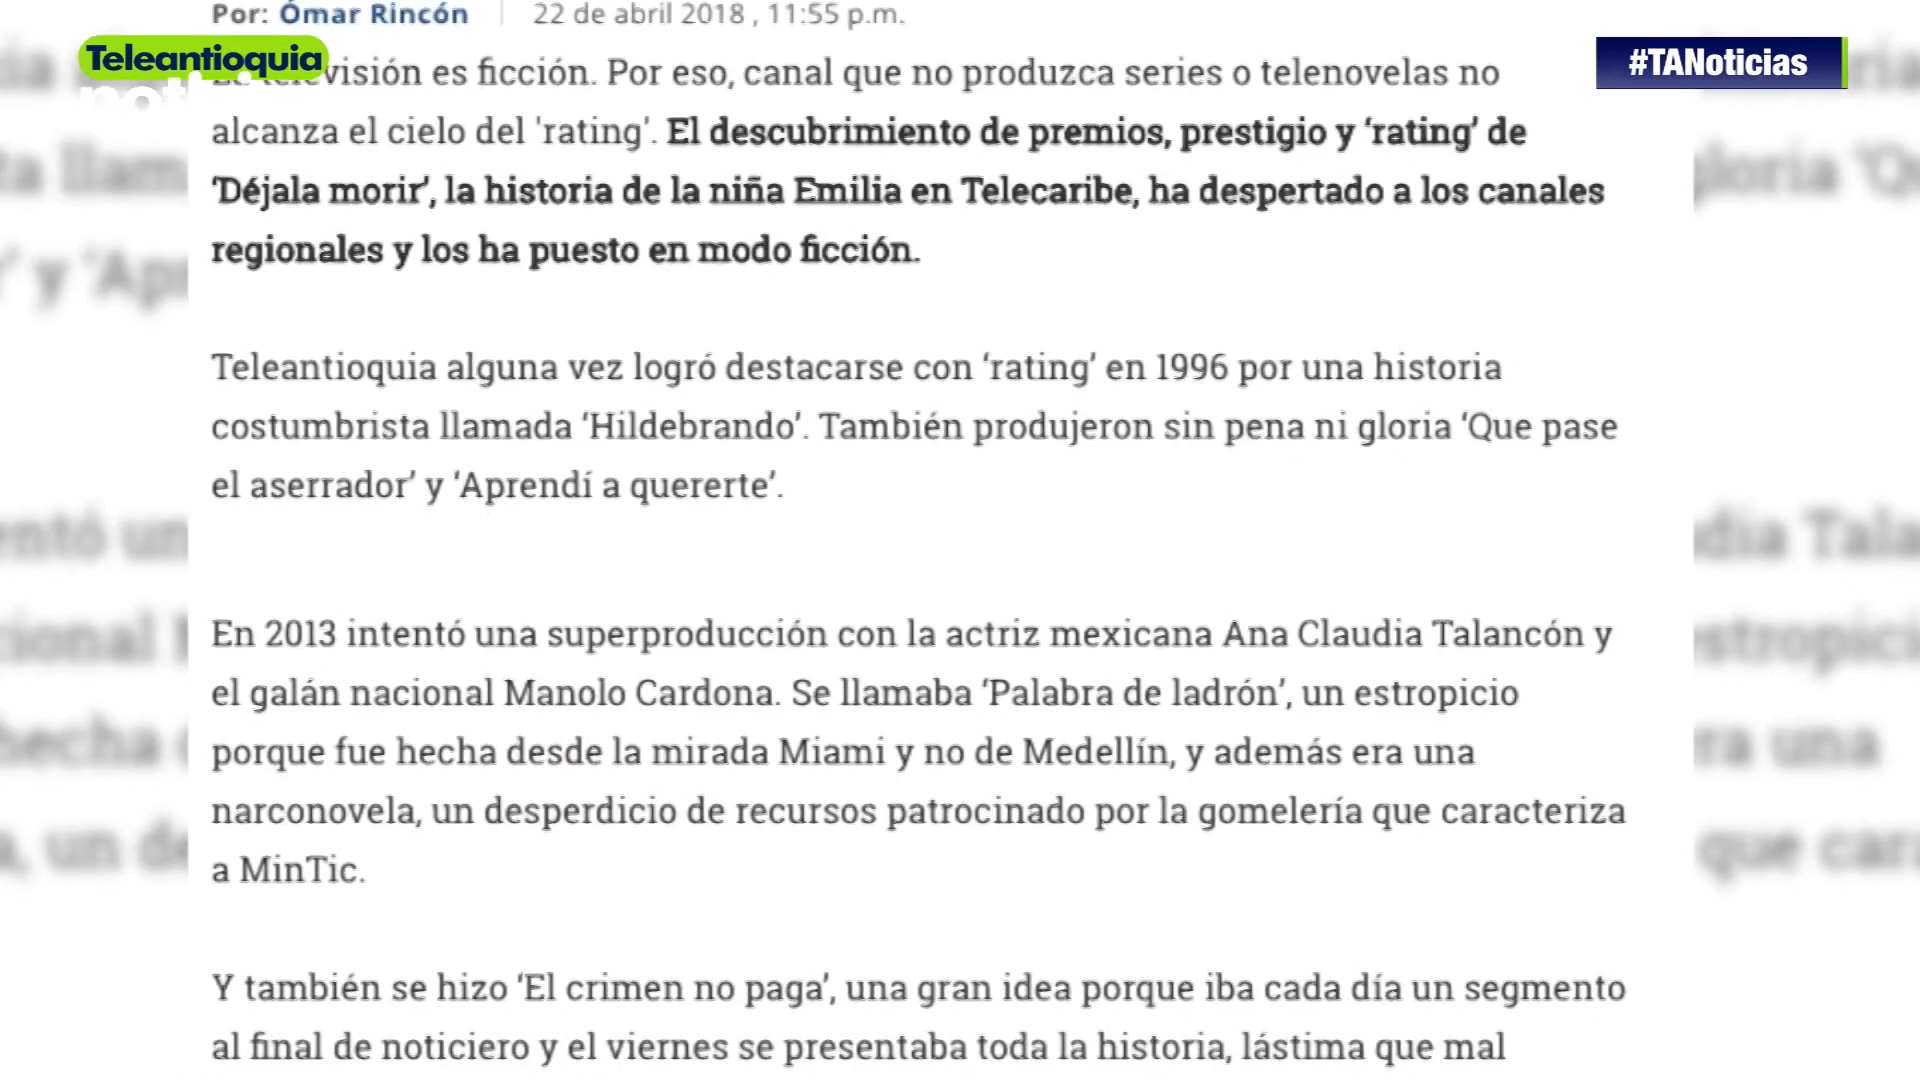 Por: Ómar Rincón 22 de abril 2018 , 11:55 p.m.
Teleantioquia
#TANoticias
visión es ficción. Por eso, canal que no produzca series o telenovelas no
alcanza el cielo del 'rating'. El descubrimiento de premios, prestigio y ‘rating’ de
‘Déjala morir’, la historia de la niña Emilia en Telecaribe, ha despertado a los canales
regionales y los ha puesto en modo ficción.
Teleantioquia alguna vez logró destacarse con ‘rating’ en 1996 por una historia
costumbrista llamada ‘Hildebrando’. También produjeron sin pena ni gloria ‘Que pase
el aserrador’ y ‘Aprendí a quererte’.
En 2013 intentó una superproducción con la actriz mexicana Ana Claudia Talancón y
el galán nacional Manolo Cardona. Se llamaba ‘Palabra de ladrón’, un estropicio
porque fue hecha desde la mirada Miami y no de Medellín, y además era una
narconovela, un desperdicio de recursos patrocinado por la gomelería que caracteriza
a MinTic.
Y también se hizo ‘El crimen no paga’, una gran idea porque iba cada día un segmento
al final de noticiero y el viernes se presentaba toda la historia, lástima que mal